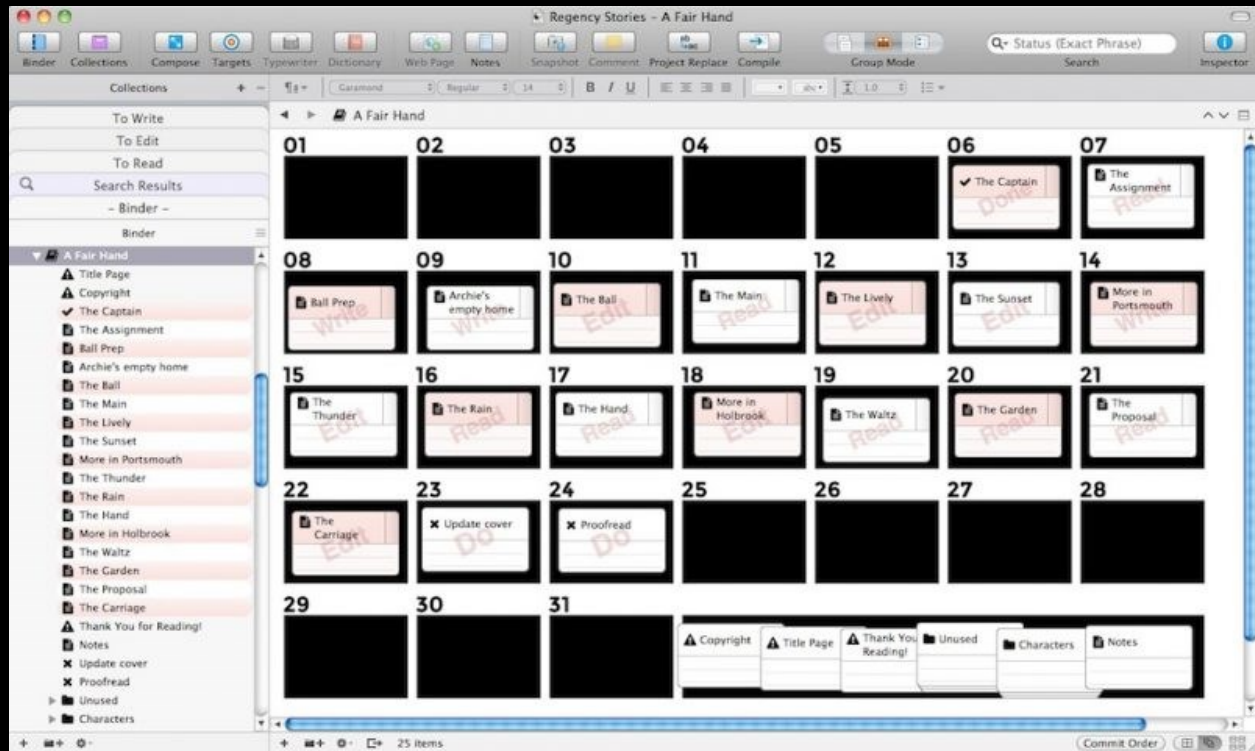 Regency Stories – A Fair Hand
Binder Collections Compose Targets Typewriter Dictionary Web Page Notes Snapshot Comment Project Replace Compile Group Mode Search Inspector
Status (Exact Phrase)
Collections + −
Garamond Regular 14 B I U abc 1.0
To Write
To Edit
To Read
Search Results
– Binder –
Binder
A Fair Hand
Title Page
Copyright
The Captain
The Assignment
Ball Prep
Archie's empty home
The Ball
The Main
The Lively
The Sunset
More in Portsmouth
The Thunder
The Rain
The Hand
More in Holbrook
The Waltz
The Garden
The Proposal
The Carriage
Thank You for Reading!
Notes
Update cover
Proofread
Unused
Characters
A Fair Hand
01 02 03 04 05 06 07
The Captain
Done
The
Assignment
Read
08 09 10 11 12 13 14
Ball Prep
Write
Archie's
empty home
Write
The Ball
Edit
The Main
Read
The Lively
Edit
The Sunset
Edit
More in
Portsmouth
Write
15 16 17 18 19 20 21
The
Thunder
Edit
The Rain
Read
The Hand
Read
More in
Holbrook
Edit
The Waltz
Read
The Garden
Read
The
Proposal
Read
22 23 24 25 26 27 28
The
Carriage
Edit
Update cover
Do
Proofread
Do
29 30 31
Copyright
Title Page
Thank You
Reading!
Unused
Characters
Notes
25 items
Commit Order